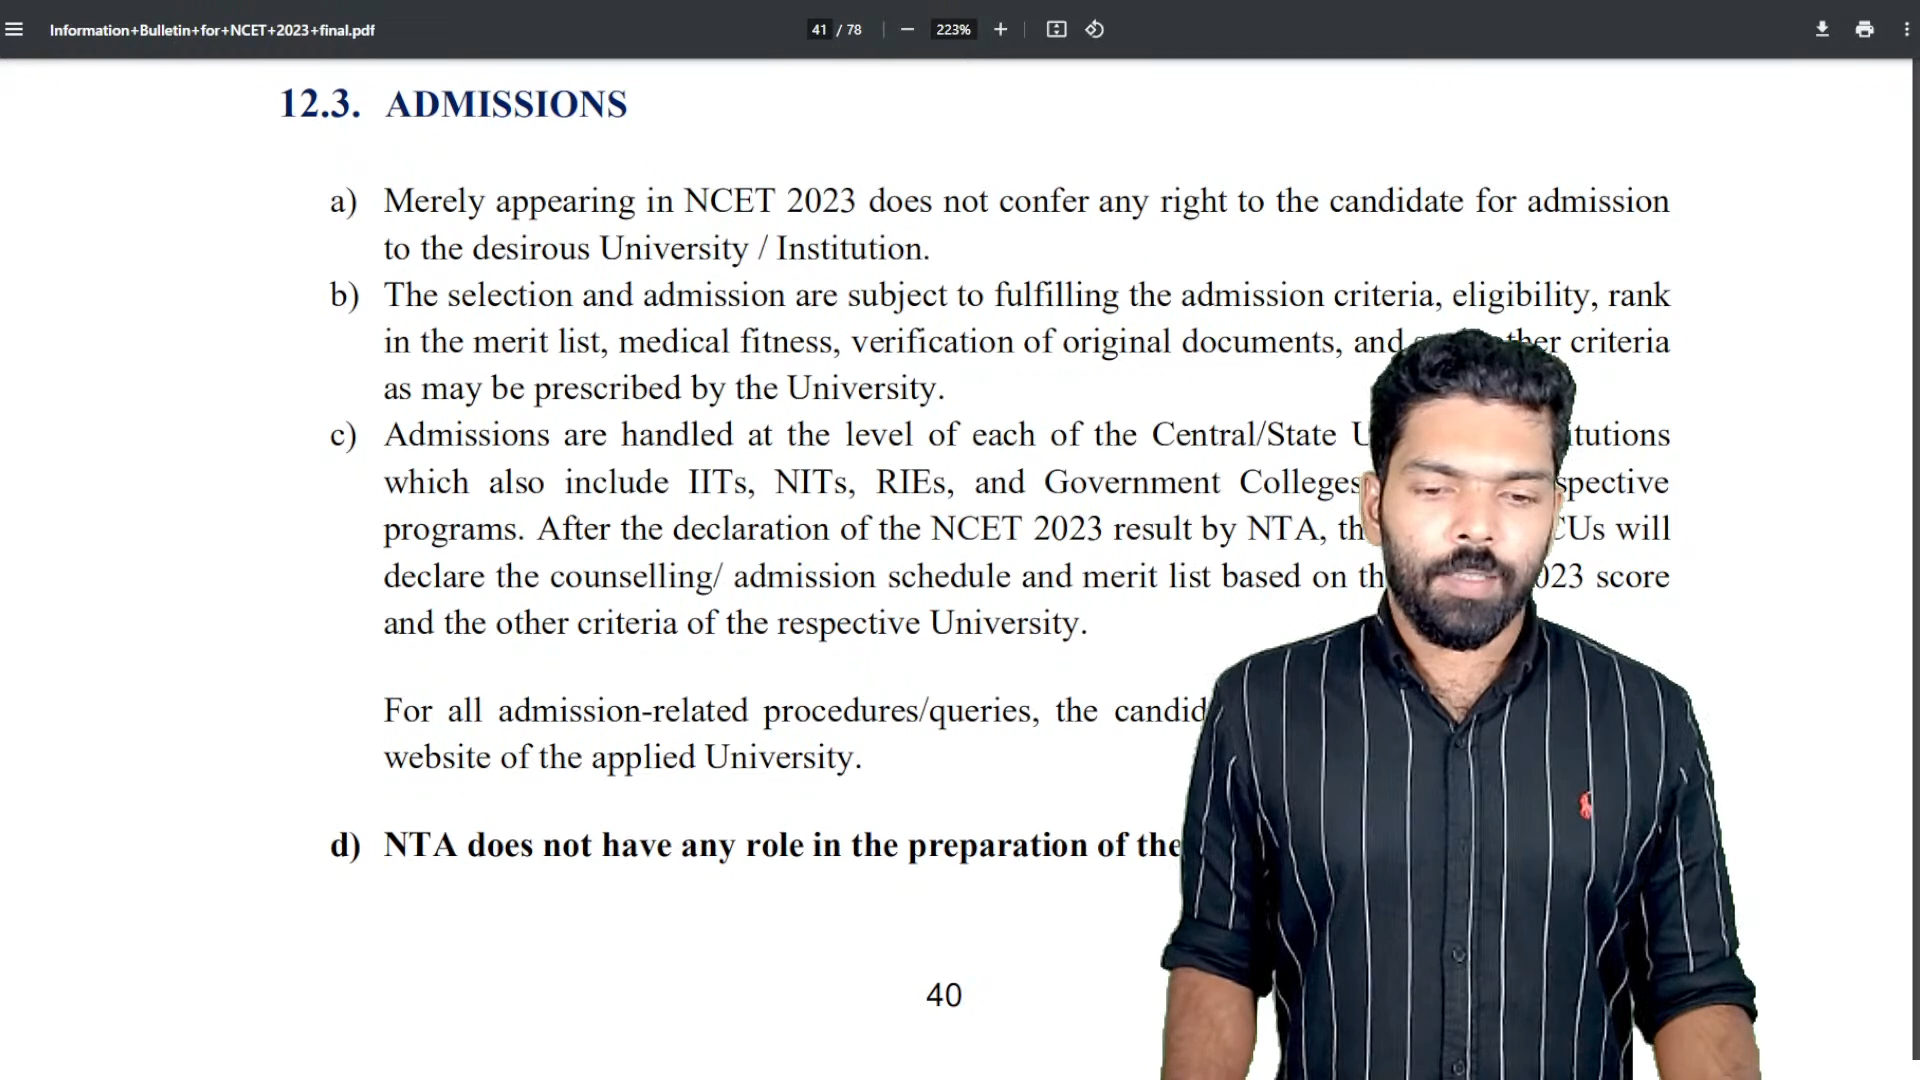 Information+Bulletin+for+NCET+2023+final.pdf
41 / 78
223%
12.3. ADMISSIONS
a) Merely appearing in NCET 2023 does not confer any right to the candidate for admission
to the desirous University / Institution.
b) The selection and admission are subject to fulfilling the admission criteria, eligibility, rank
in the merit list, medical fitness, verification of original documents, and criteria
as may be prescribed by the University.
c) Admissions are handled at the level of each of the Central/State
which also include IITs, NITs, RIEs, and Government Colleges
programs. After the declaration of the NCET 2023 result by NTA, will
declare the counselling/ admission schedule and merit list based on score
and the other criteria of the respective University.
For all admission-related procedures/queries, the
website of the applied University.
d) NTA does not have any role in the preparation of the
40